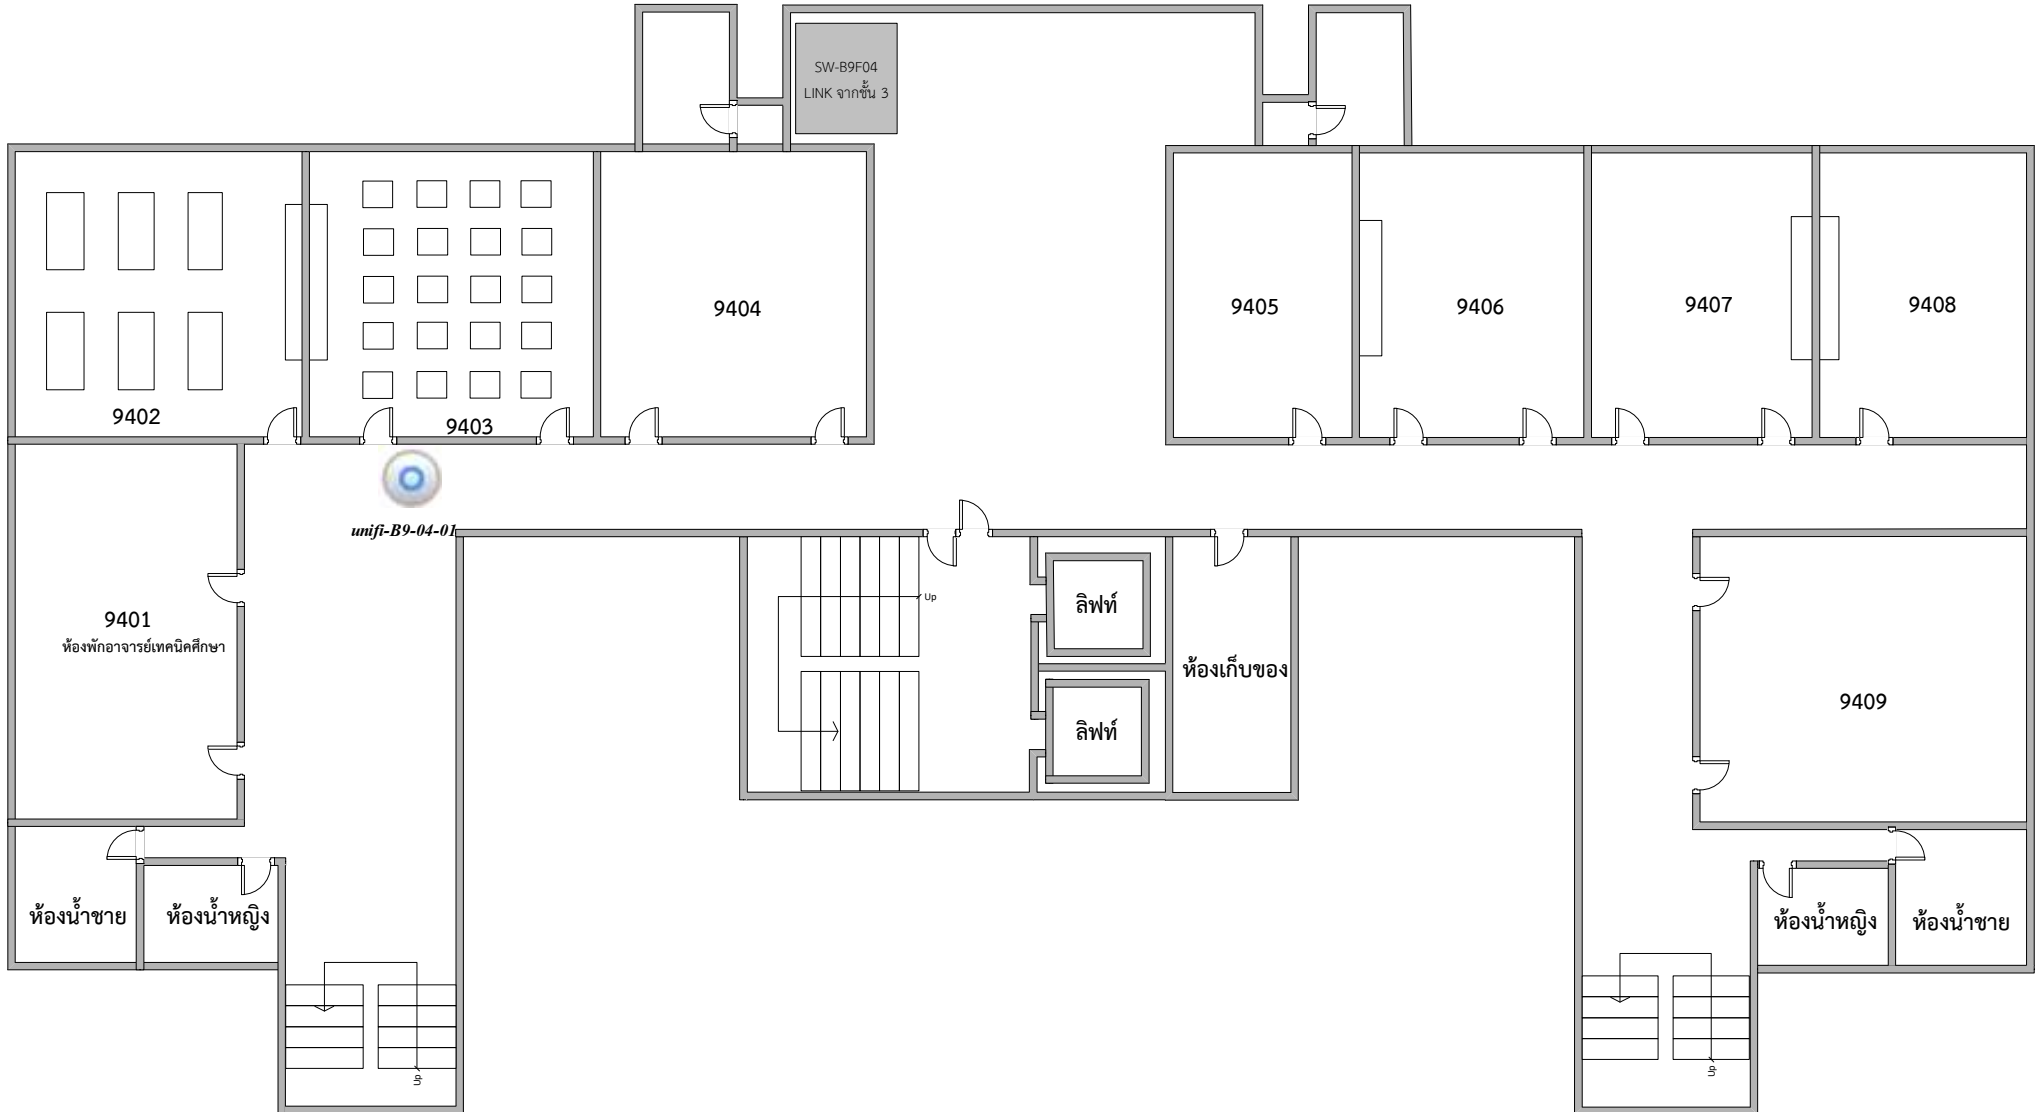 SW-B9F04
LINK จากชั้น 3
9402
9403
9404
9405
9406
9407
9408
unifi-B9-04-01
9401
ห้องพักอาจารย์เทคนิคศึกษา
Up
ลิฟท์
ลิฟท์
ห้องเก็บของ
9409
ห้องน้ำชาย
ห้องน้ำหญิง
ห้องน้ำหญิง
ห้องน้ำชาย
Up
Up